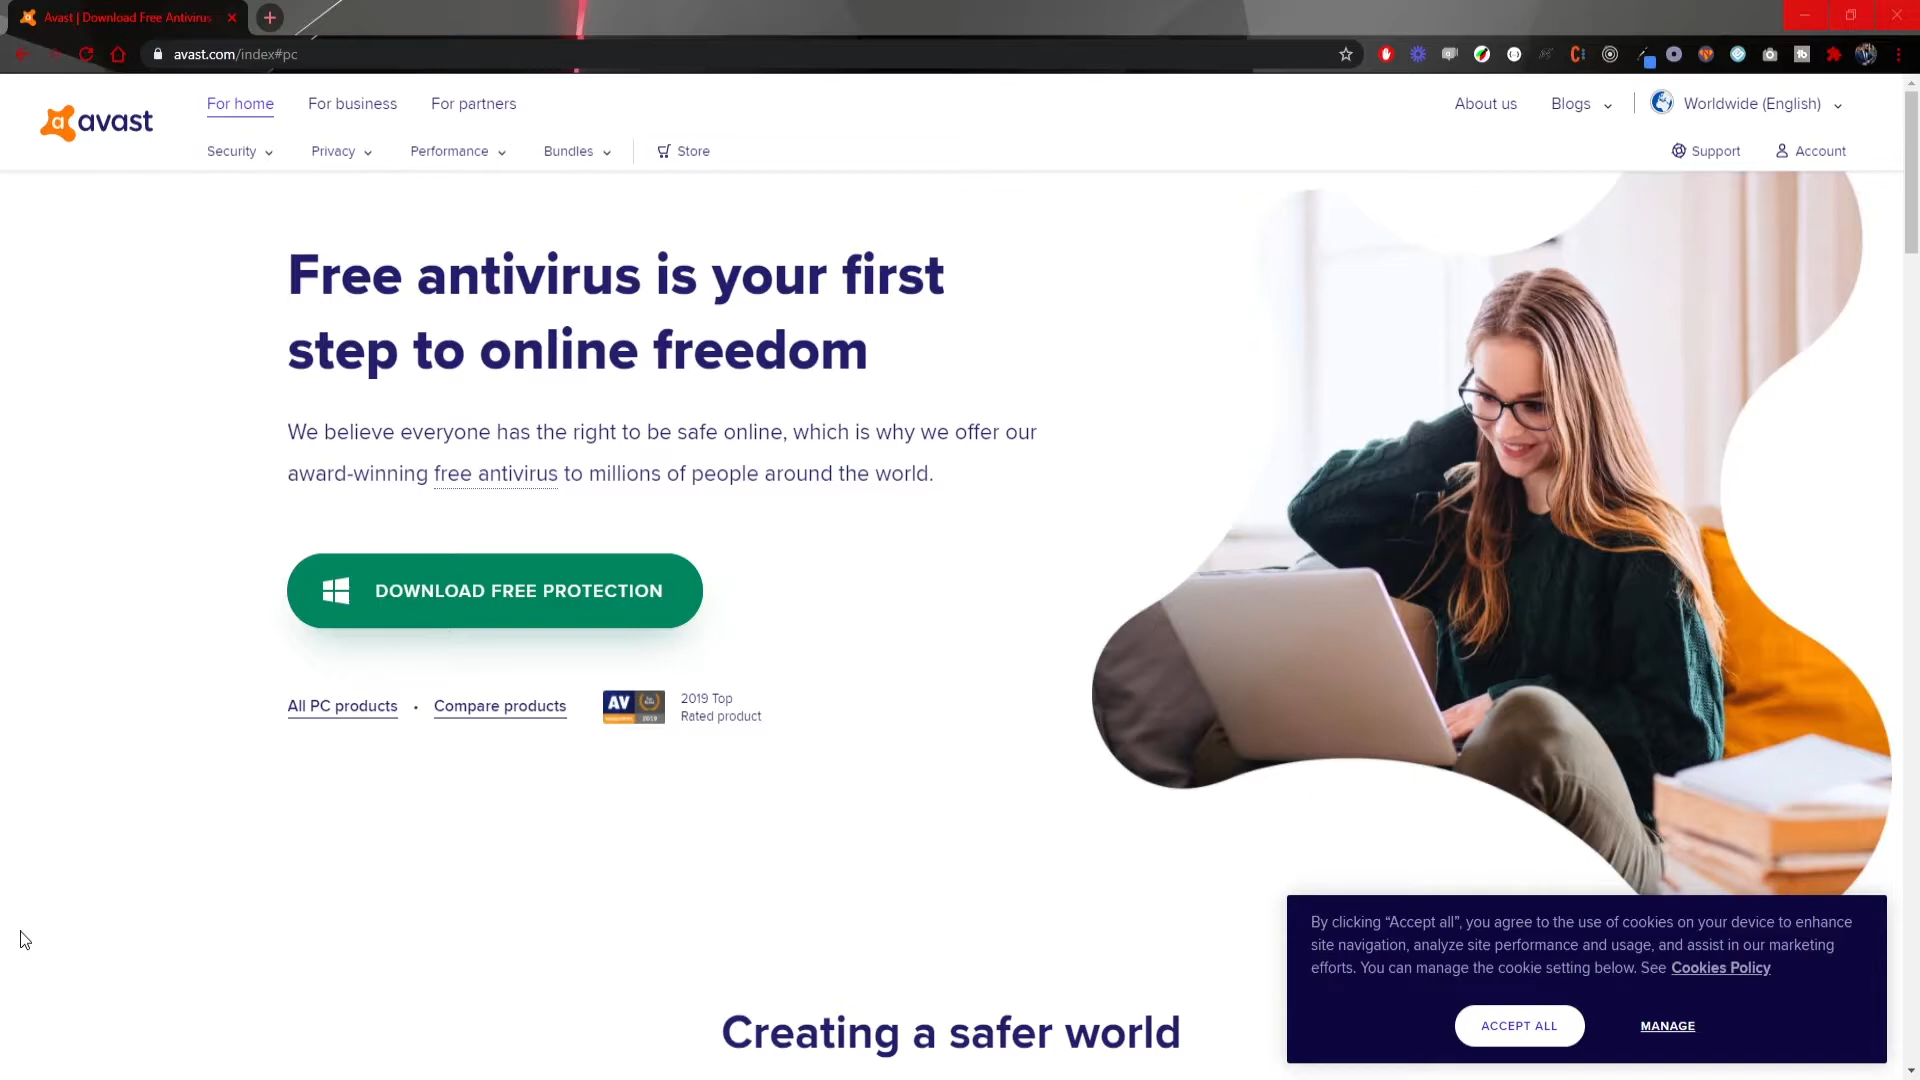 Avast | Download Free Antivirus
avast.com/index#pc
avast
For home
For business
For partners
About us
Blogs
Worldwide (English)
Security
Privacy
Performance
Bundles
Store
Support
Account
Free antivirus is your first
step to online freedom
We believe everyone has the right to be safe online, which is why we offer our
award-winning free antivirus to millions of people around the world.
DOWNLOAD FREE PROTECTION
All PC products • Compare products
AV
2019
2019 Top
Rated product
By clicking “Accept all”, you agree to the use of cookies on your device to enhance
site navigation, analyze site performance and usage, and assist in our marketing
efforts. You can manage the cookie setting below. See Cookies Policy
ACCEPT ALL
MANAGE
Creating a safer world